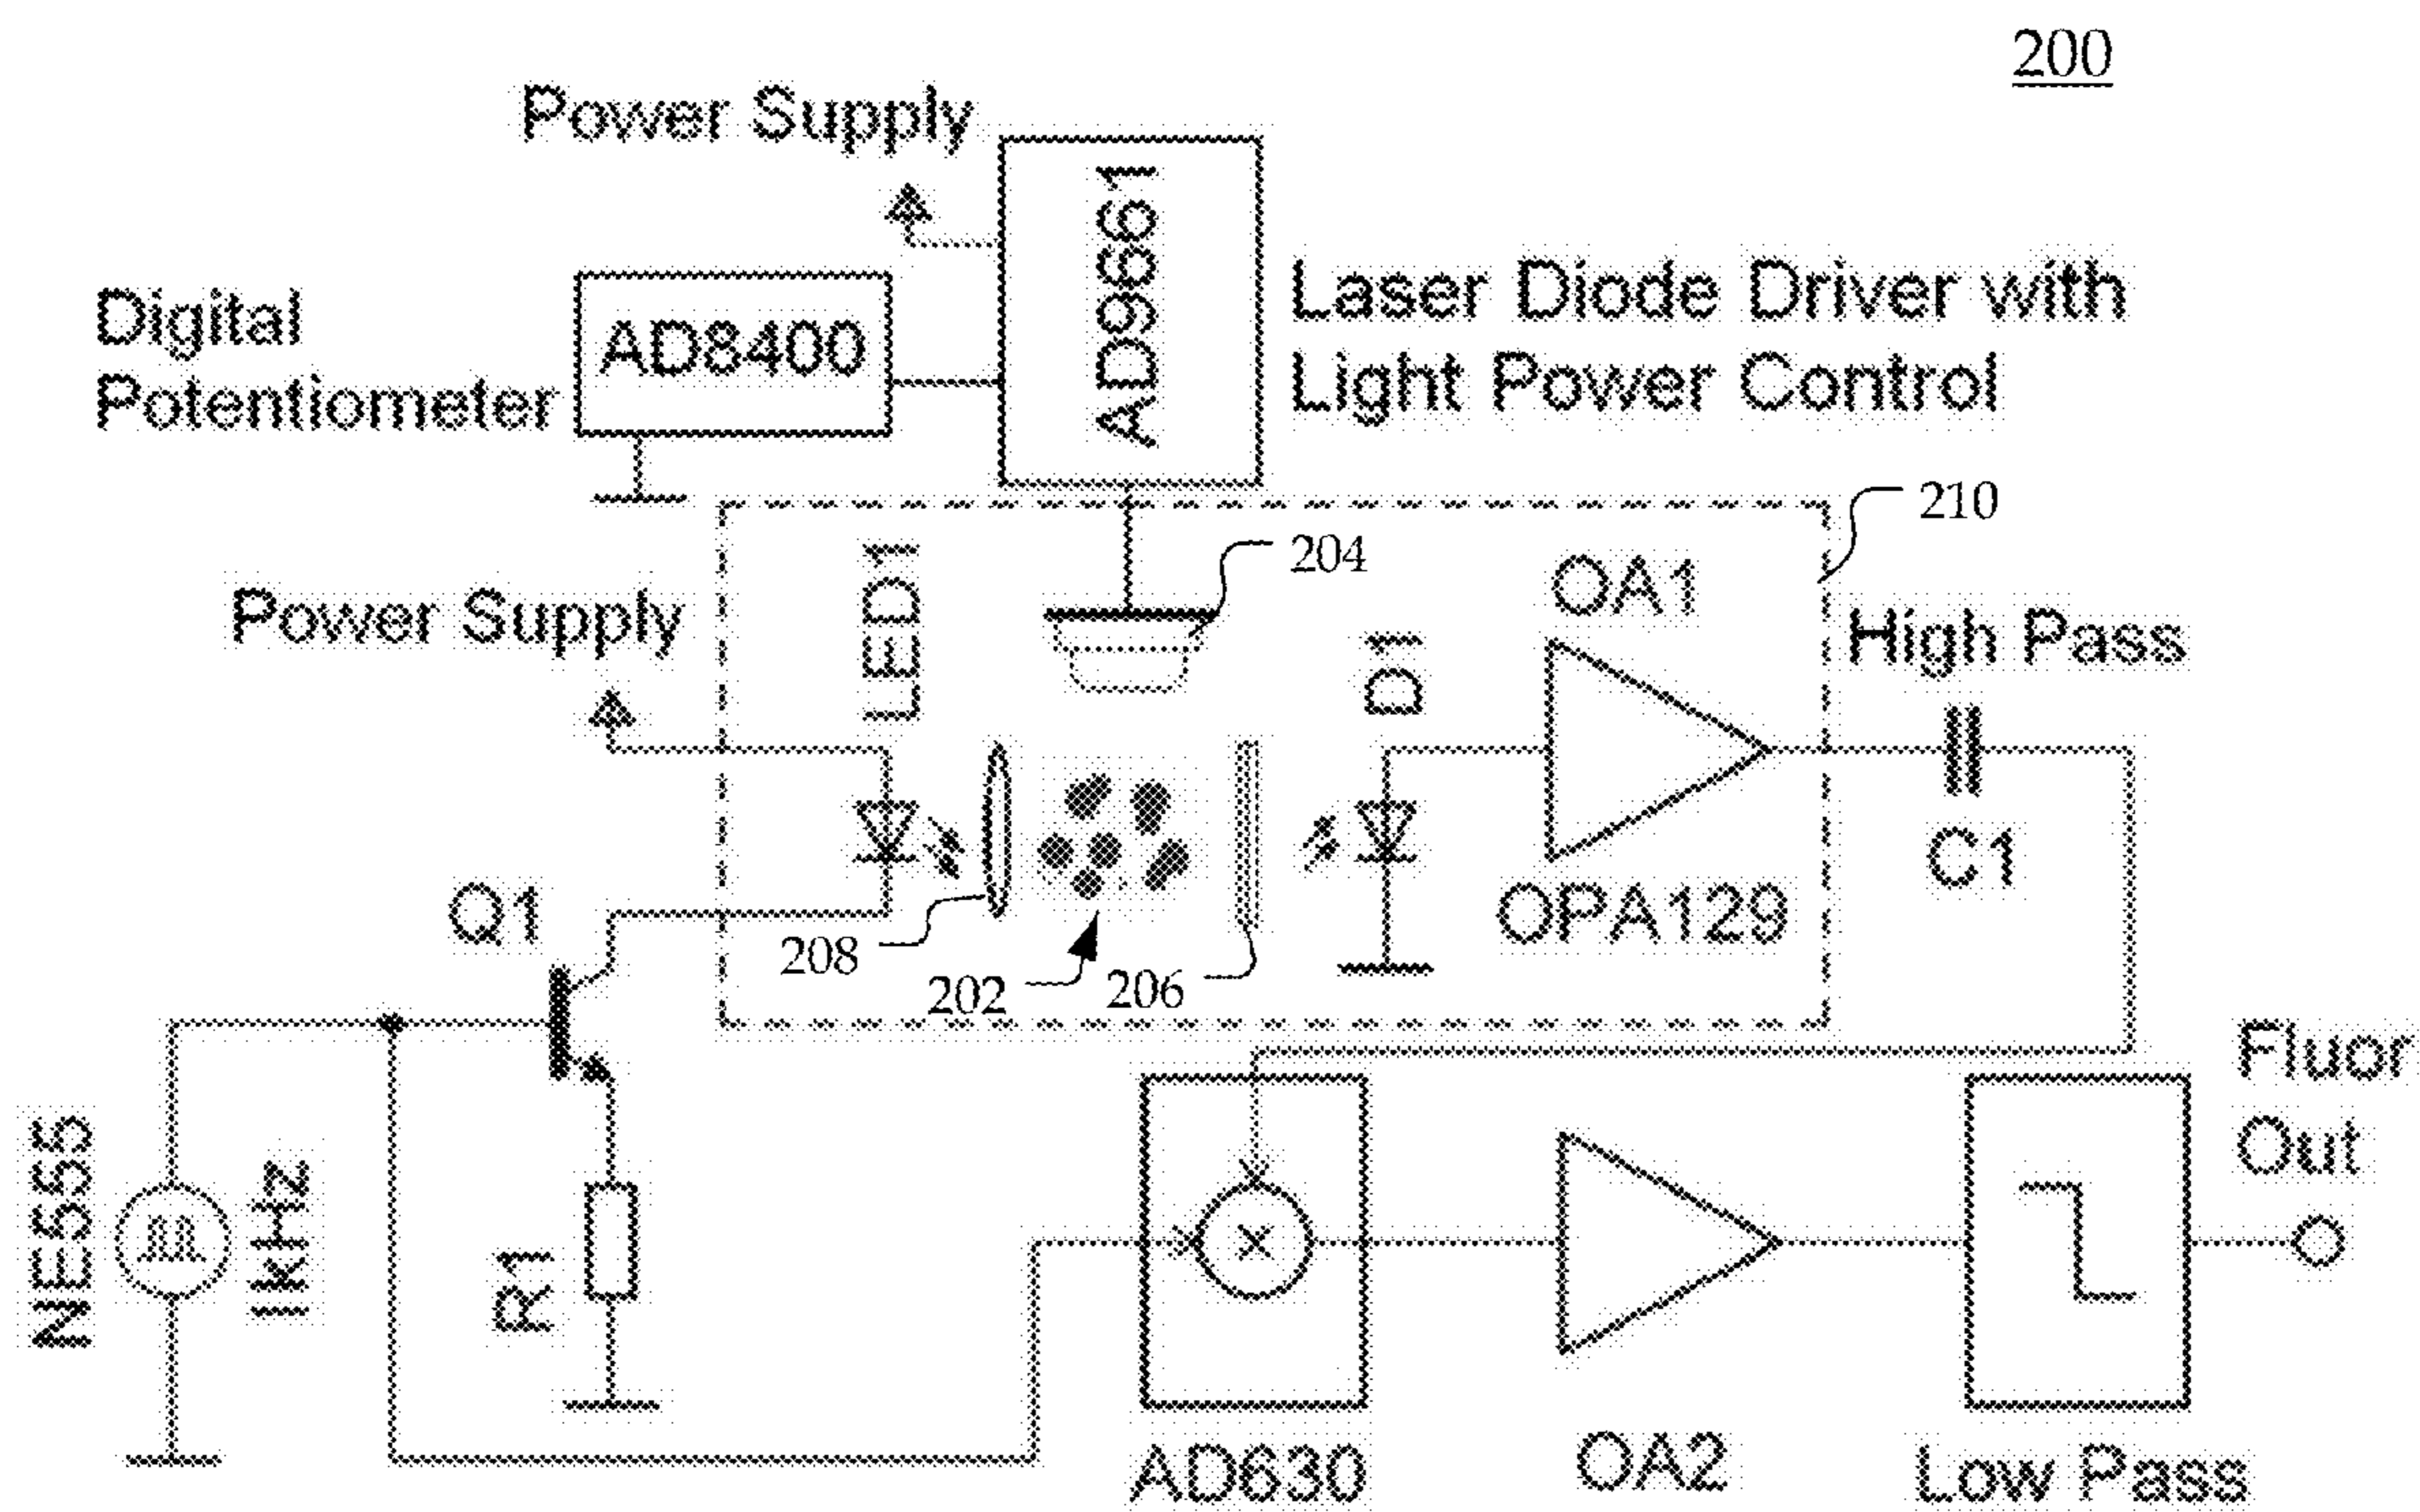 200
Power Supply
AD9661
Digital
Potentiometer
AD8400
Laser Diode Driver with
Light Power Control
210
204
LED1
OA1
Power Supply
D1
High Pass
C1
Q1
OPA129
208
202
206
Fluor
Out
NE555
1kHz
R1
AD630
OA2
Low Pass